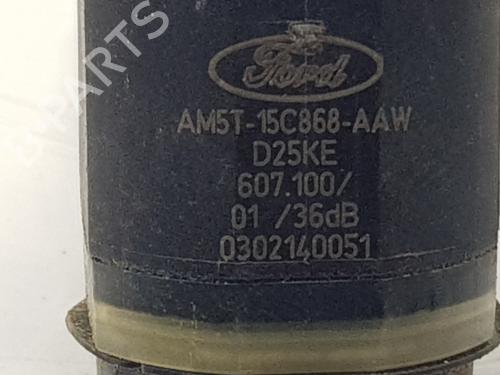 Ford
AM5T-15C868-AAW
D25KE
607.100/
01 /36dB
0302140051